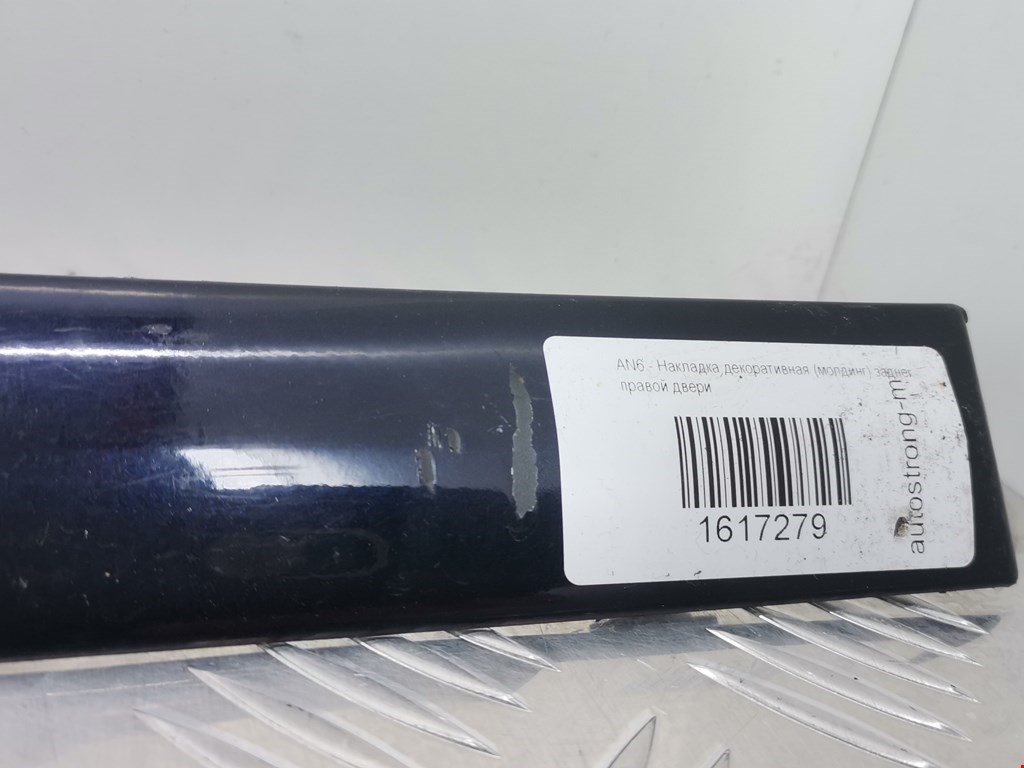 AN6 - Накладка декоративная (молдинг) задней
правой двери
1617279
autostrong-m